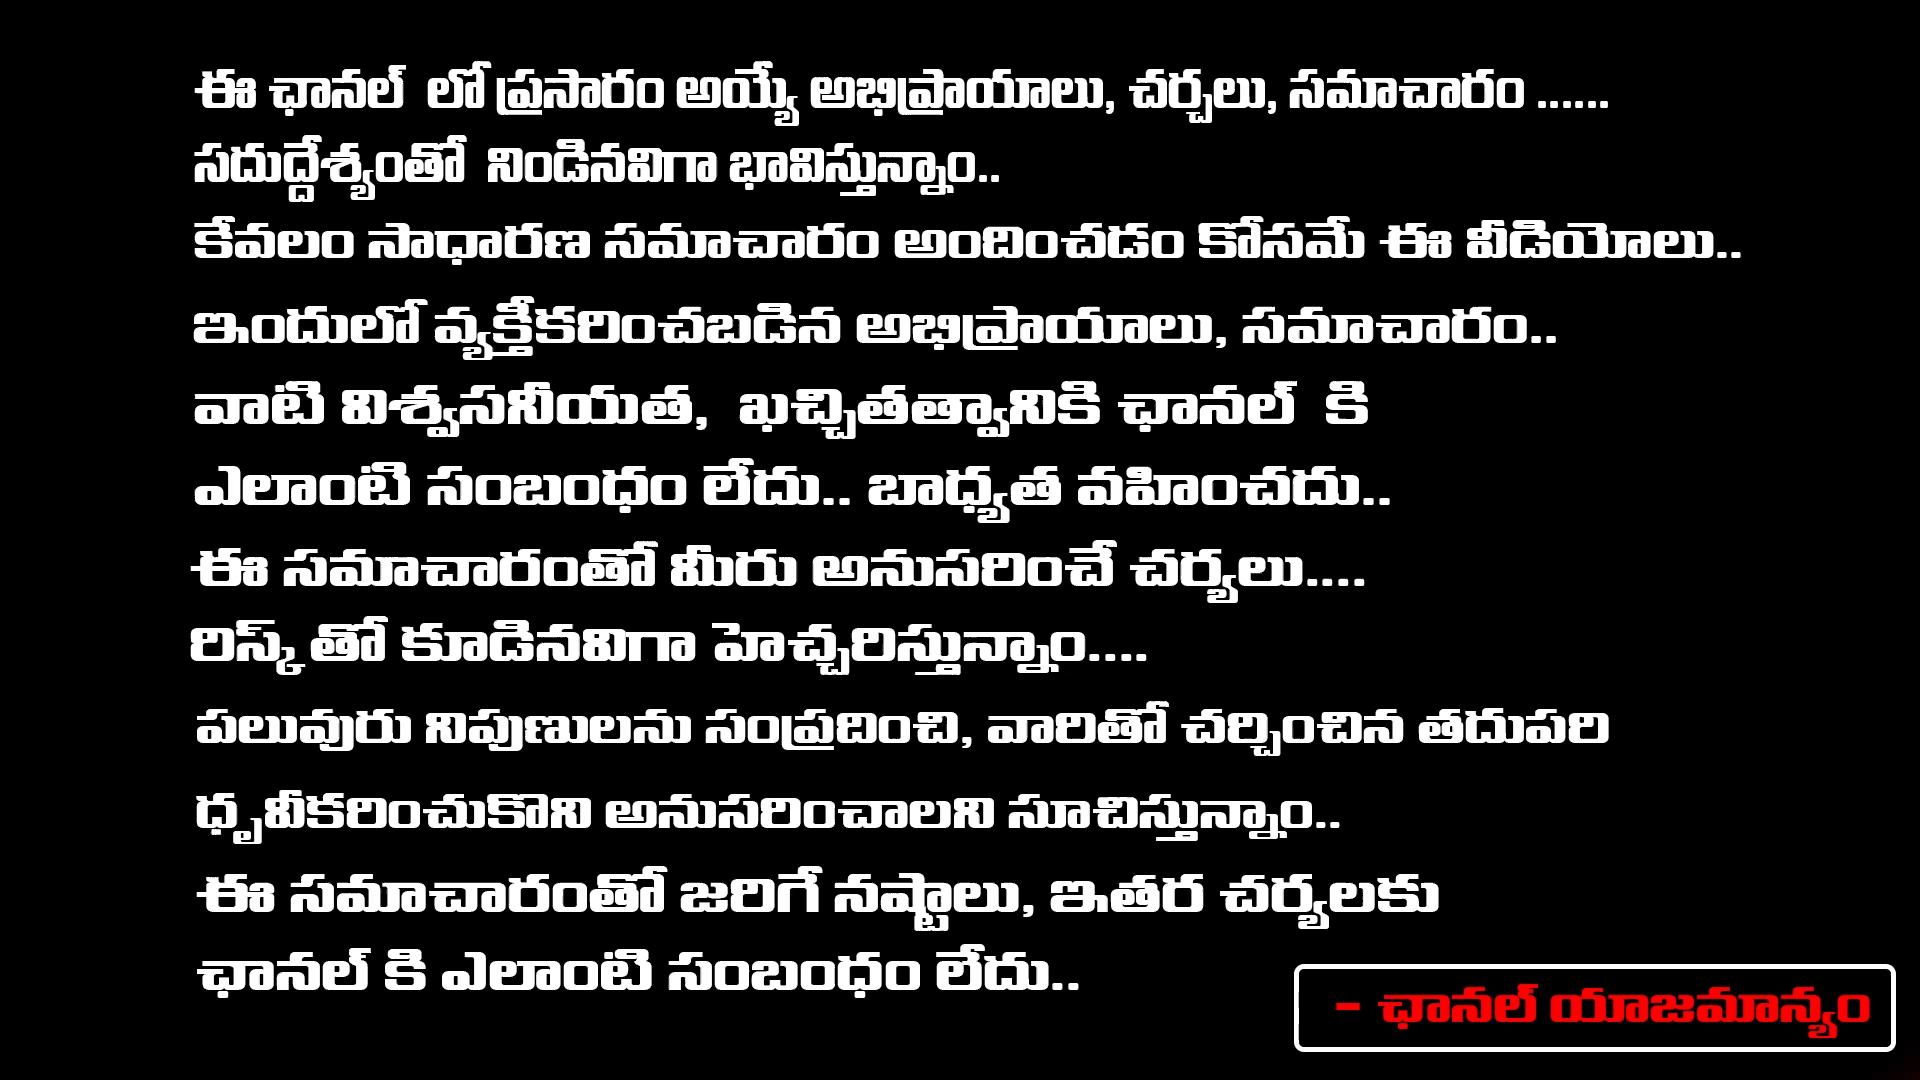 ఈ ఛానల్ లో ప్రసారం అయ్యే అభిప్రాయాలు, చర్చలు, సమాచారం ......
సదుద్దేశ్యంతో నిండినవిగా భావిస్తున్నాం..
కేవలం సాధారణ సమాచారం అందించడం కోసమే ఈ వీడియోలు..
ఇందులో వ్యక్తీకరించబడిన అభిప్రాయాలు, సమాచారం..
వాటి విశ్వసనీయత, ఖచ్చితత్వానికి ఛానల్ కి
ఎలాంటి సంబంధం లేదు.. బాధ్యత వహించదు..
ఈ సమాచారంతో మీరు అనుసరించే చర్యలు....
రిస్క్ తో కూడినవిగా హెచ్చరిస్తున్నాం....
పలువురు నిపుణులను సంప్రదించి, వారితో చర్చించిన తదుపరి
ధృవీకరించుకొని అనుసరించాలని సూచిస్తున్నాం..
ఈ సమాచారంతో జరిగే నష్టాలు, ఇతర చర్యలకు
ఛానల్ కి ఎలాంటి సంబంధం లేదు..
- ఛానల్ యాజమాన్యం